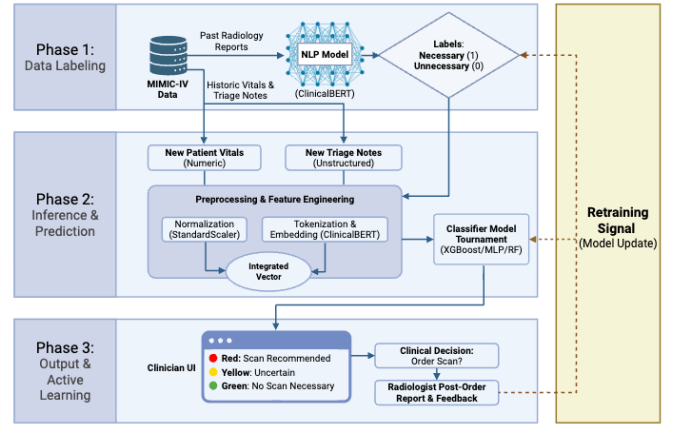 Phase 1:
Data Labeling
MIMIC-IV
Data
Past Radiology
Reports
Historic Vitals &
Triage Notes
NLP Model
(ClinicalBERT)
Labels:
Necessary (1)
Unnecessary (0)
Phase 2:
Inference &
Prediction
New Patient Vitals
(Numeric)
New Triage Notes
(Unstructured)
Preprocessing & Feature Engineering
Normalization
(StandardScaler)
Tokenization &
Embedding (ClinicalBERT)
Integrated
Vector
Classifier Model
Tournament
(XGBoost/MLP/RF)
Phase 3:
Output &
Active
Learning
Clinician UI
Red: Scan Recommended
Yellow: Uncertain
Green: No Scan Necessary
Clinical Decision:
Order Scan?
Radiologist Post-Order
Report & Feedback
Retraining
Signal
(Model Update)